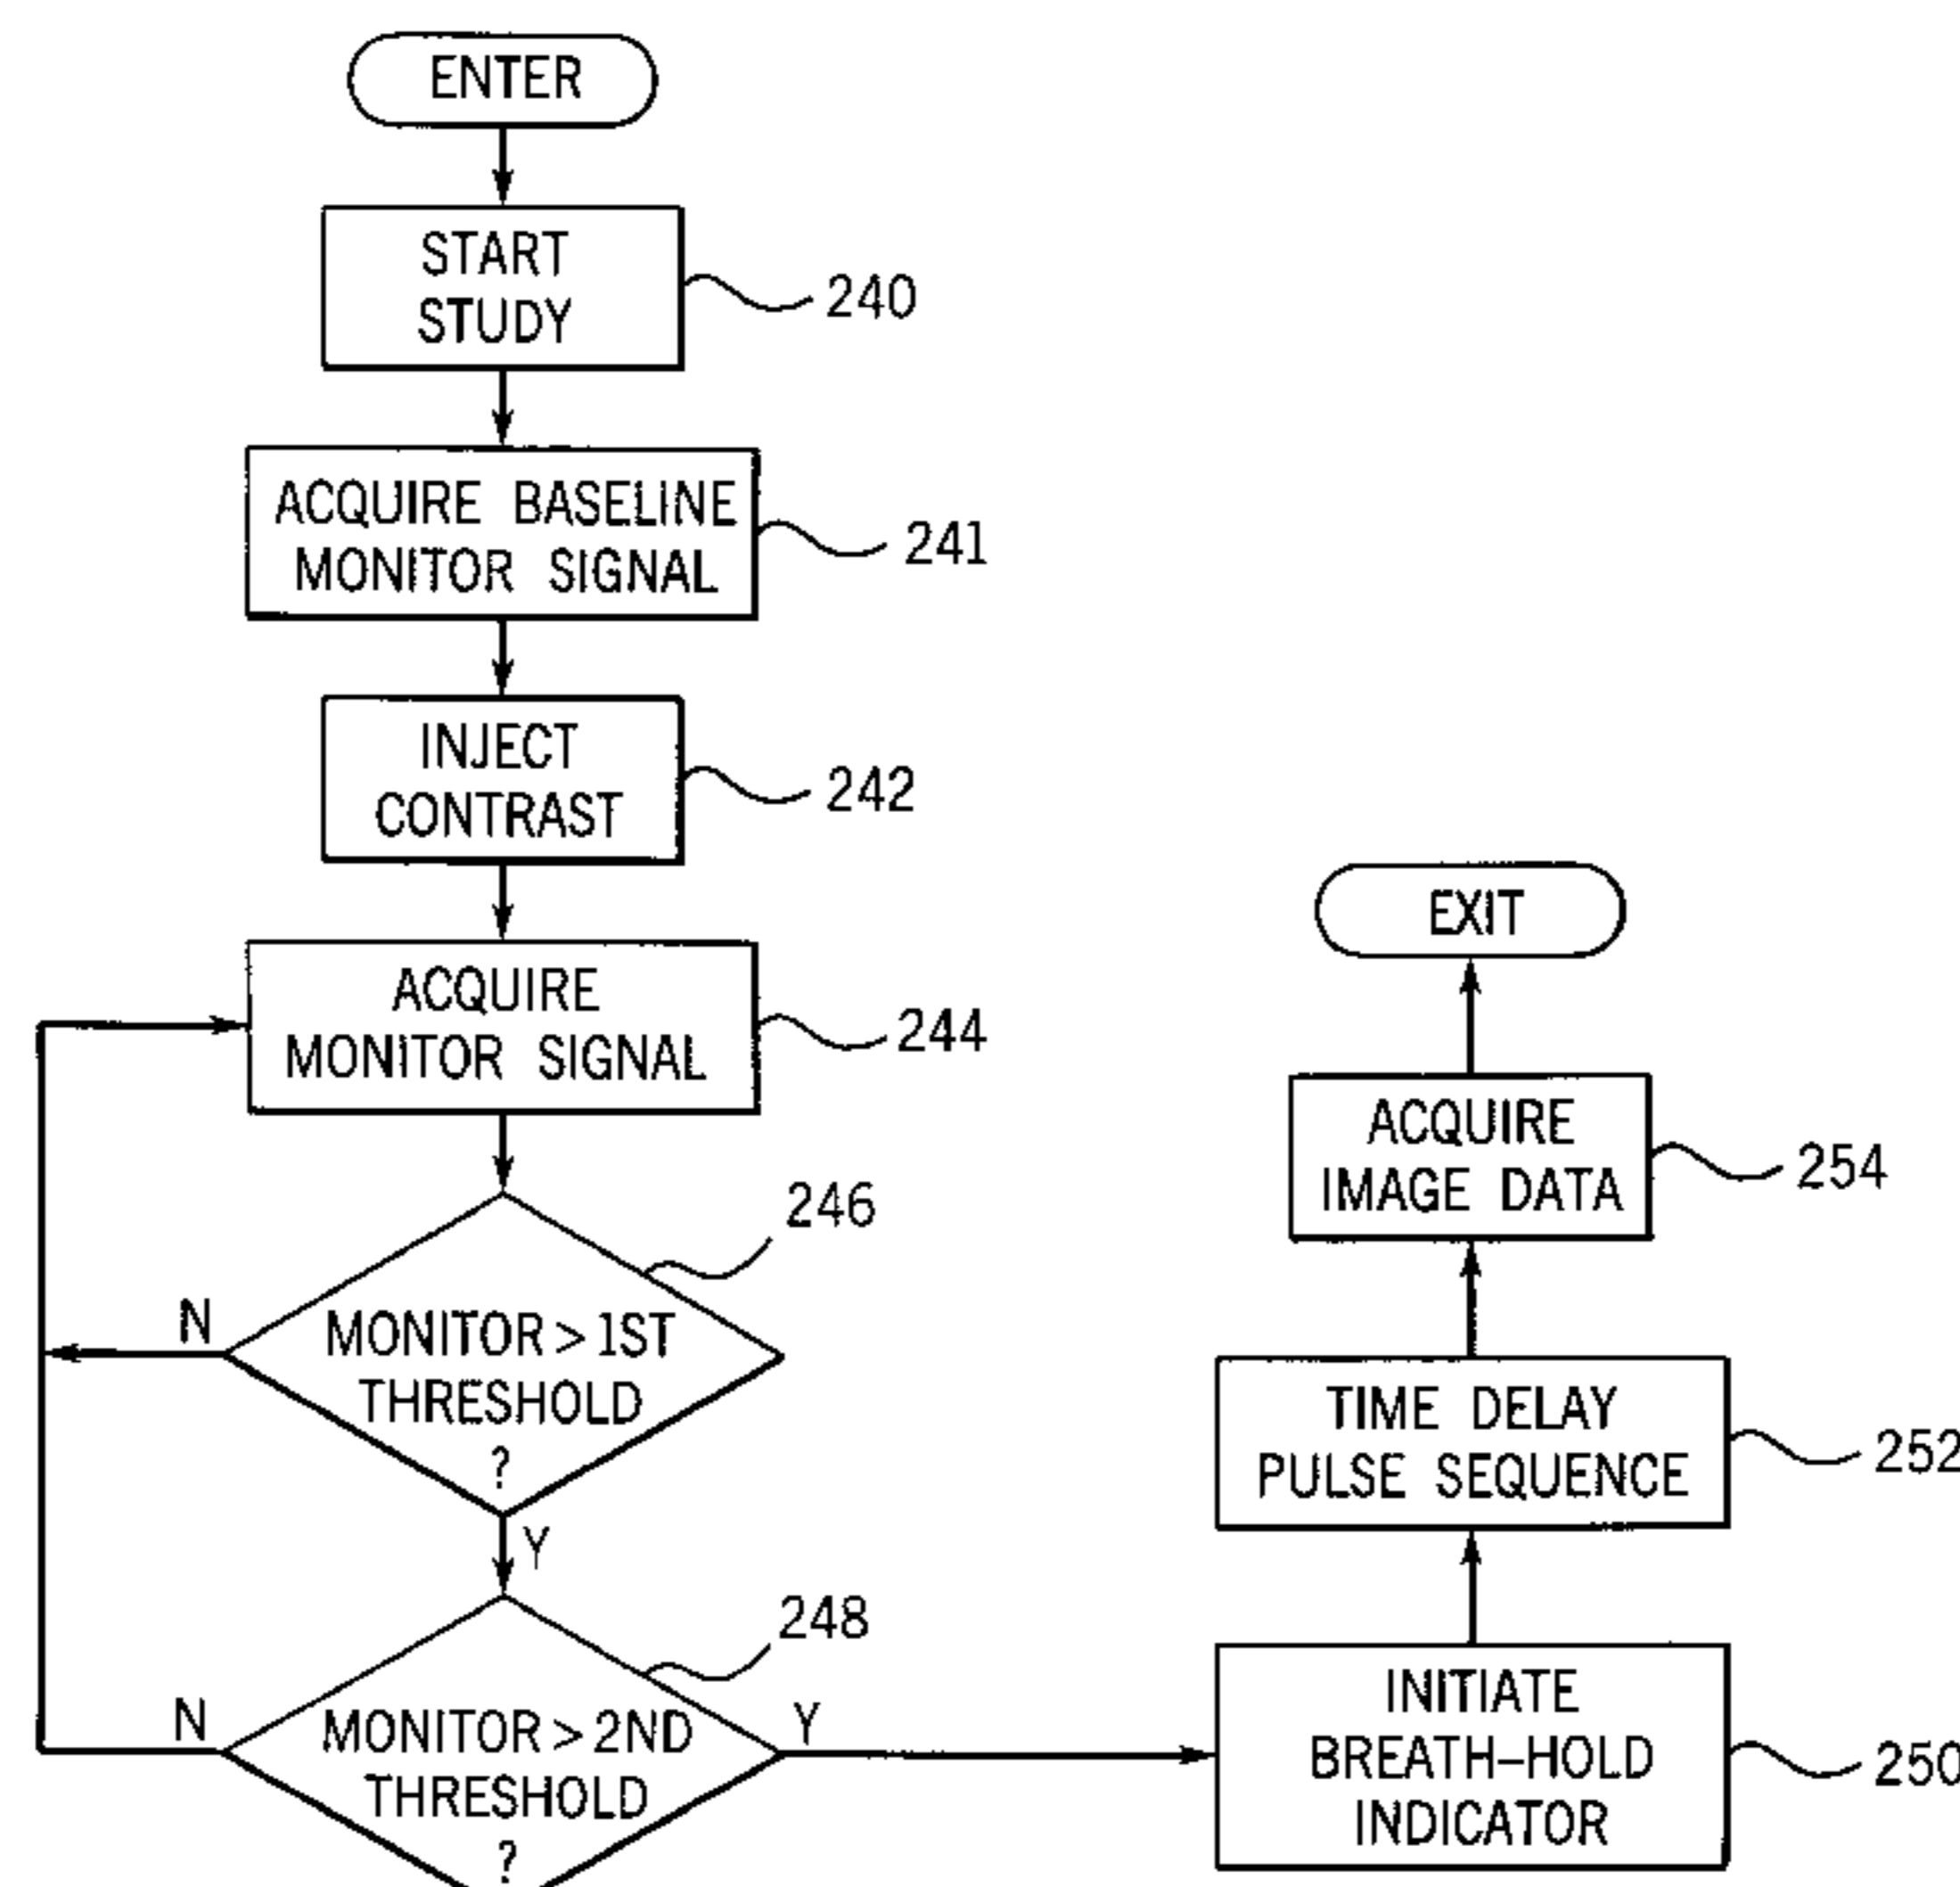 ENTER
START
STUDY
240
ACQUIRE BASELINE
MONITOR SIGNAL
241
INJECT
CONTRAST
242
ACQUIRE
MONITOR SIGNAL
244
246
N
MONITOR > 1ST
THRESHOLD
?
Y
248
N
MONITOR > 2ND
THRESHOLD
?
Y
INITIATE
BREATH-HOLD
INDICATOR
250
TIME DELAY
PULSE SEQUENCE
252
ACQUIRE
IMAGE DATA
254
EXIT